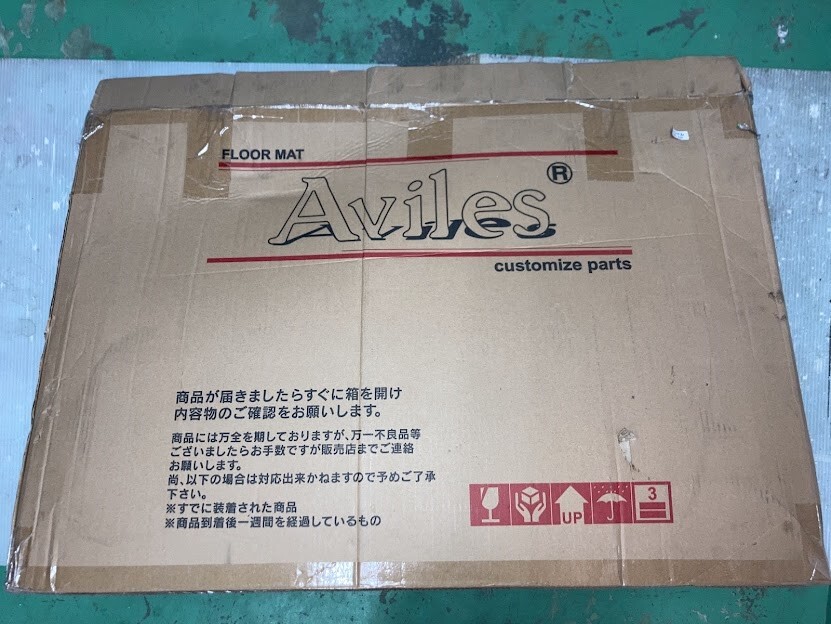 FLOOR MAT
Aviles®
customize parts
商品が届きましたらすぐに箱を開け
内容物のご確認をお願いします。
商品には万全を期しておりますが、万一不良品等
ございましたらお手数ですが販売店までご連絡
お願いします。
尚、以下の場合は対応出来かねますので予めご了承
下さい。
※すでに装着された商品
※商品到着後一週間を経過しているもの
UP
3